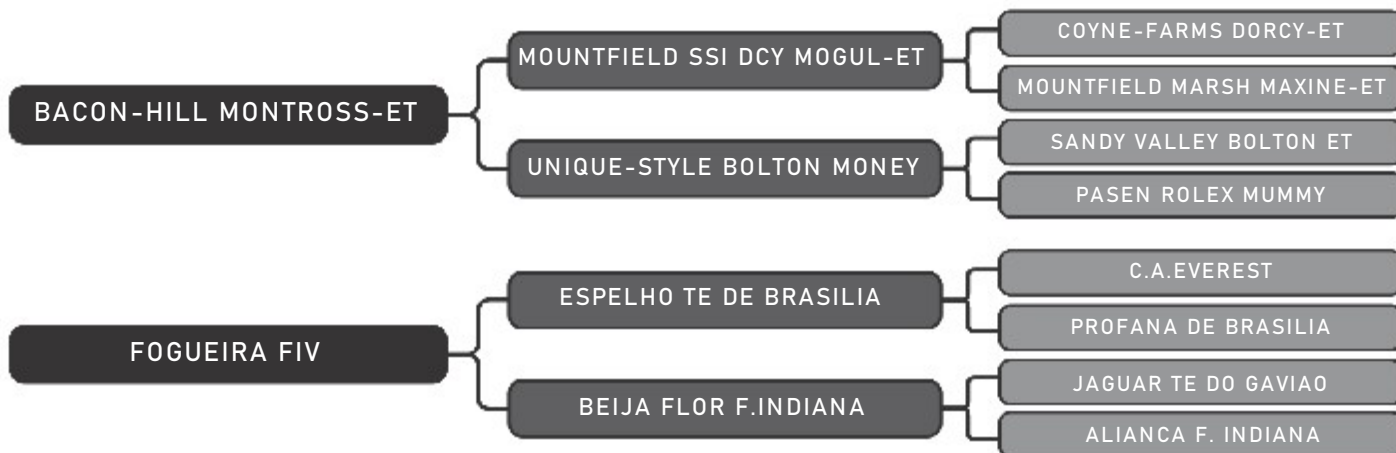 BACON-HILL MONTROSS-ET
MOUNTFIELD SSI DCY MOGUL-ET
COYNE-FARMS DORCY-ET
MOUNTFIELD MARSH MAXINE-ET
UNIQUE-STYLE BOLTON MONEY
SANDY VALLEY BOLTON ET
PASEN ROLEX MUMMY
FOGUEIRA FIV
ESPELHO TE DE BRASILIA
C.A.EVEREST
PROFANA DE BRASILIA
BEIJA FLOR F.INDIANA
JAGUAR TE DO GAVIAO
ALIANCA F. INDIANA